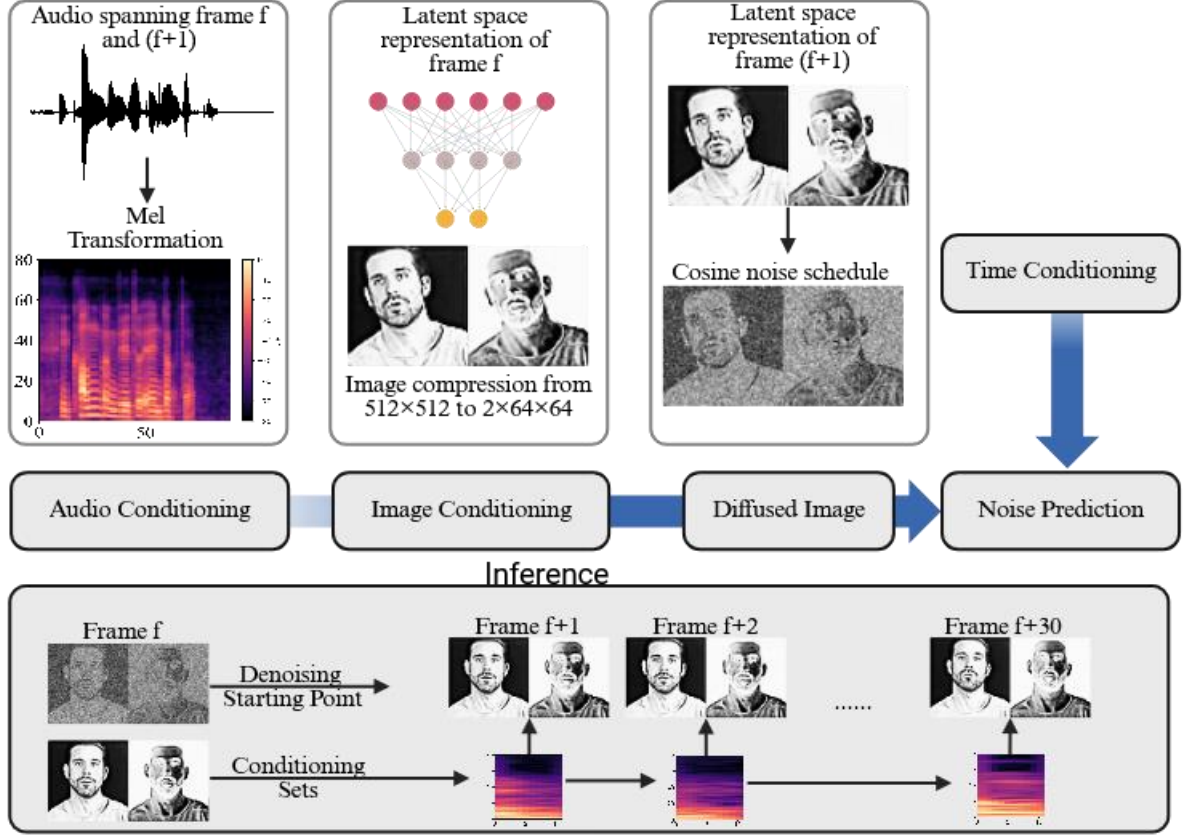 Audio spanning frame f
and (f+1)
Mel
Transformation
80
60
40
20
0
0
50
Latent space
representation of
frame f
Image compression from
512×512 to 2×64×64
Latent space
representation of
frame (f+1)
Cosine noise schedule
Time Conditioning
Audio Conditioning
Image Conditioning
Diffused Image
Noise Prediction
Inference
Frame f
Denoising
Starting Point
Conditioning
Sets
Frame f+1
Frame f+2
......
Frame f+30